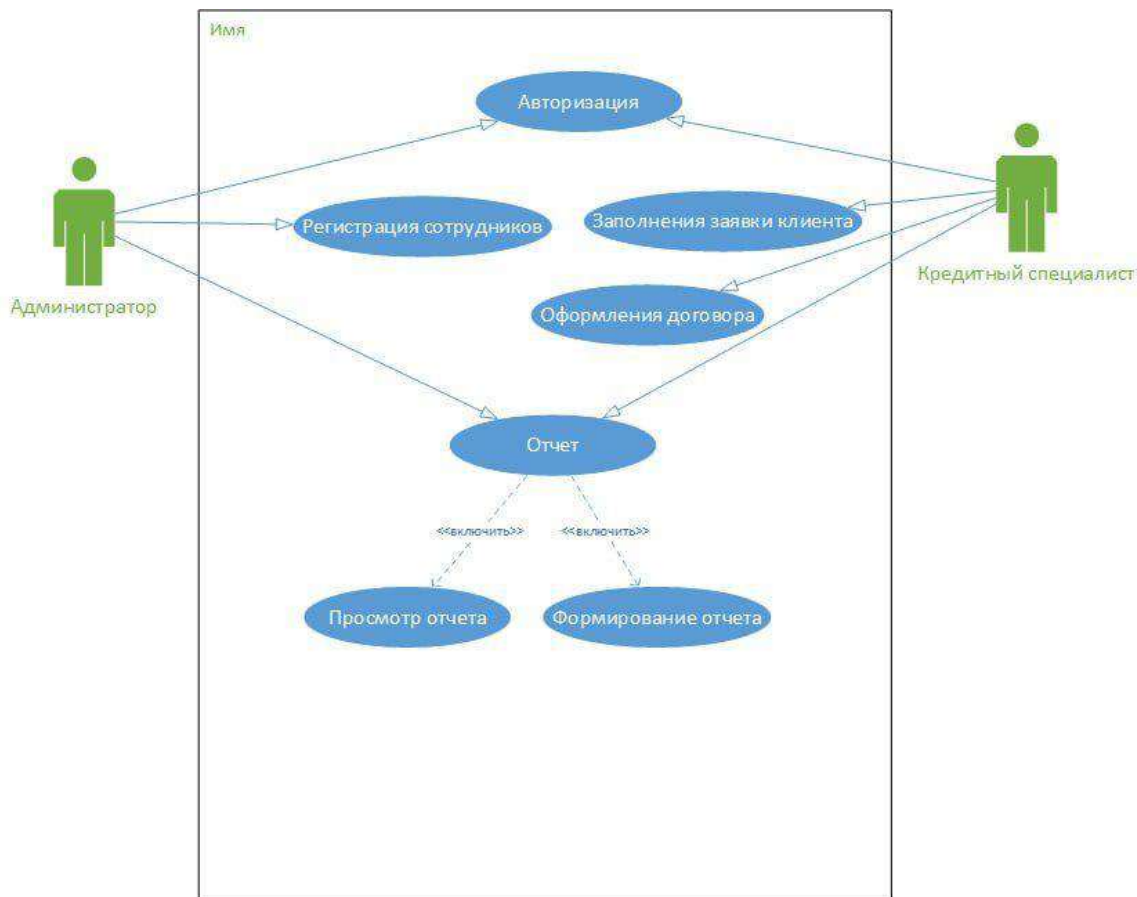 Имя
Авторизация
Регистрация сотрудников
Заполнения заявки клиента
Администратор
Кредитный специалист
Оформления договора
Отчет
<<включить>>
<<включить>>
Просмотр отчета
Формирование отчета